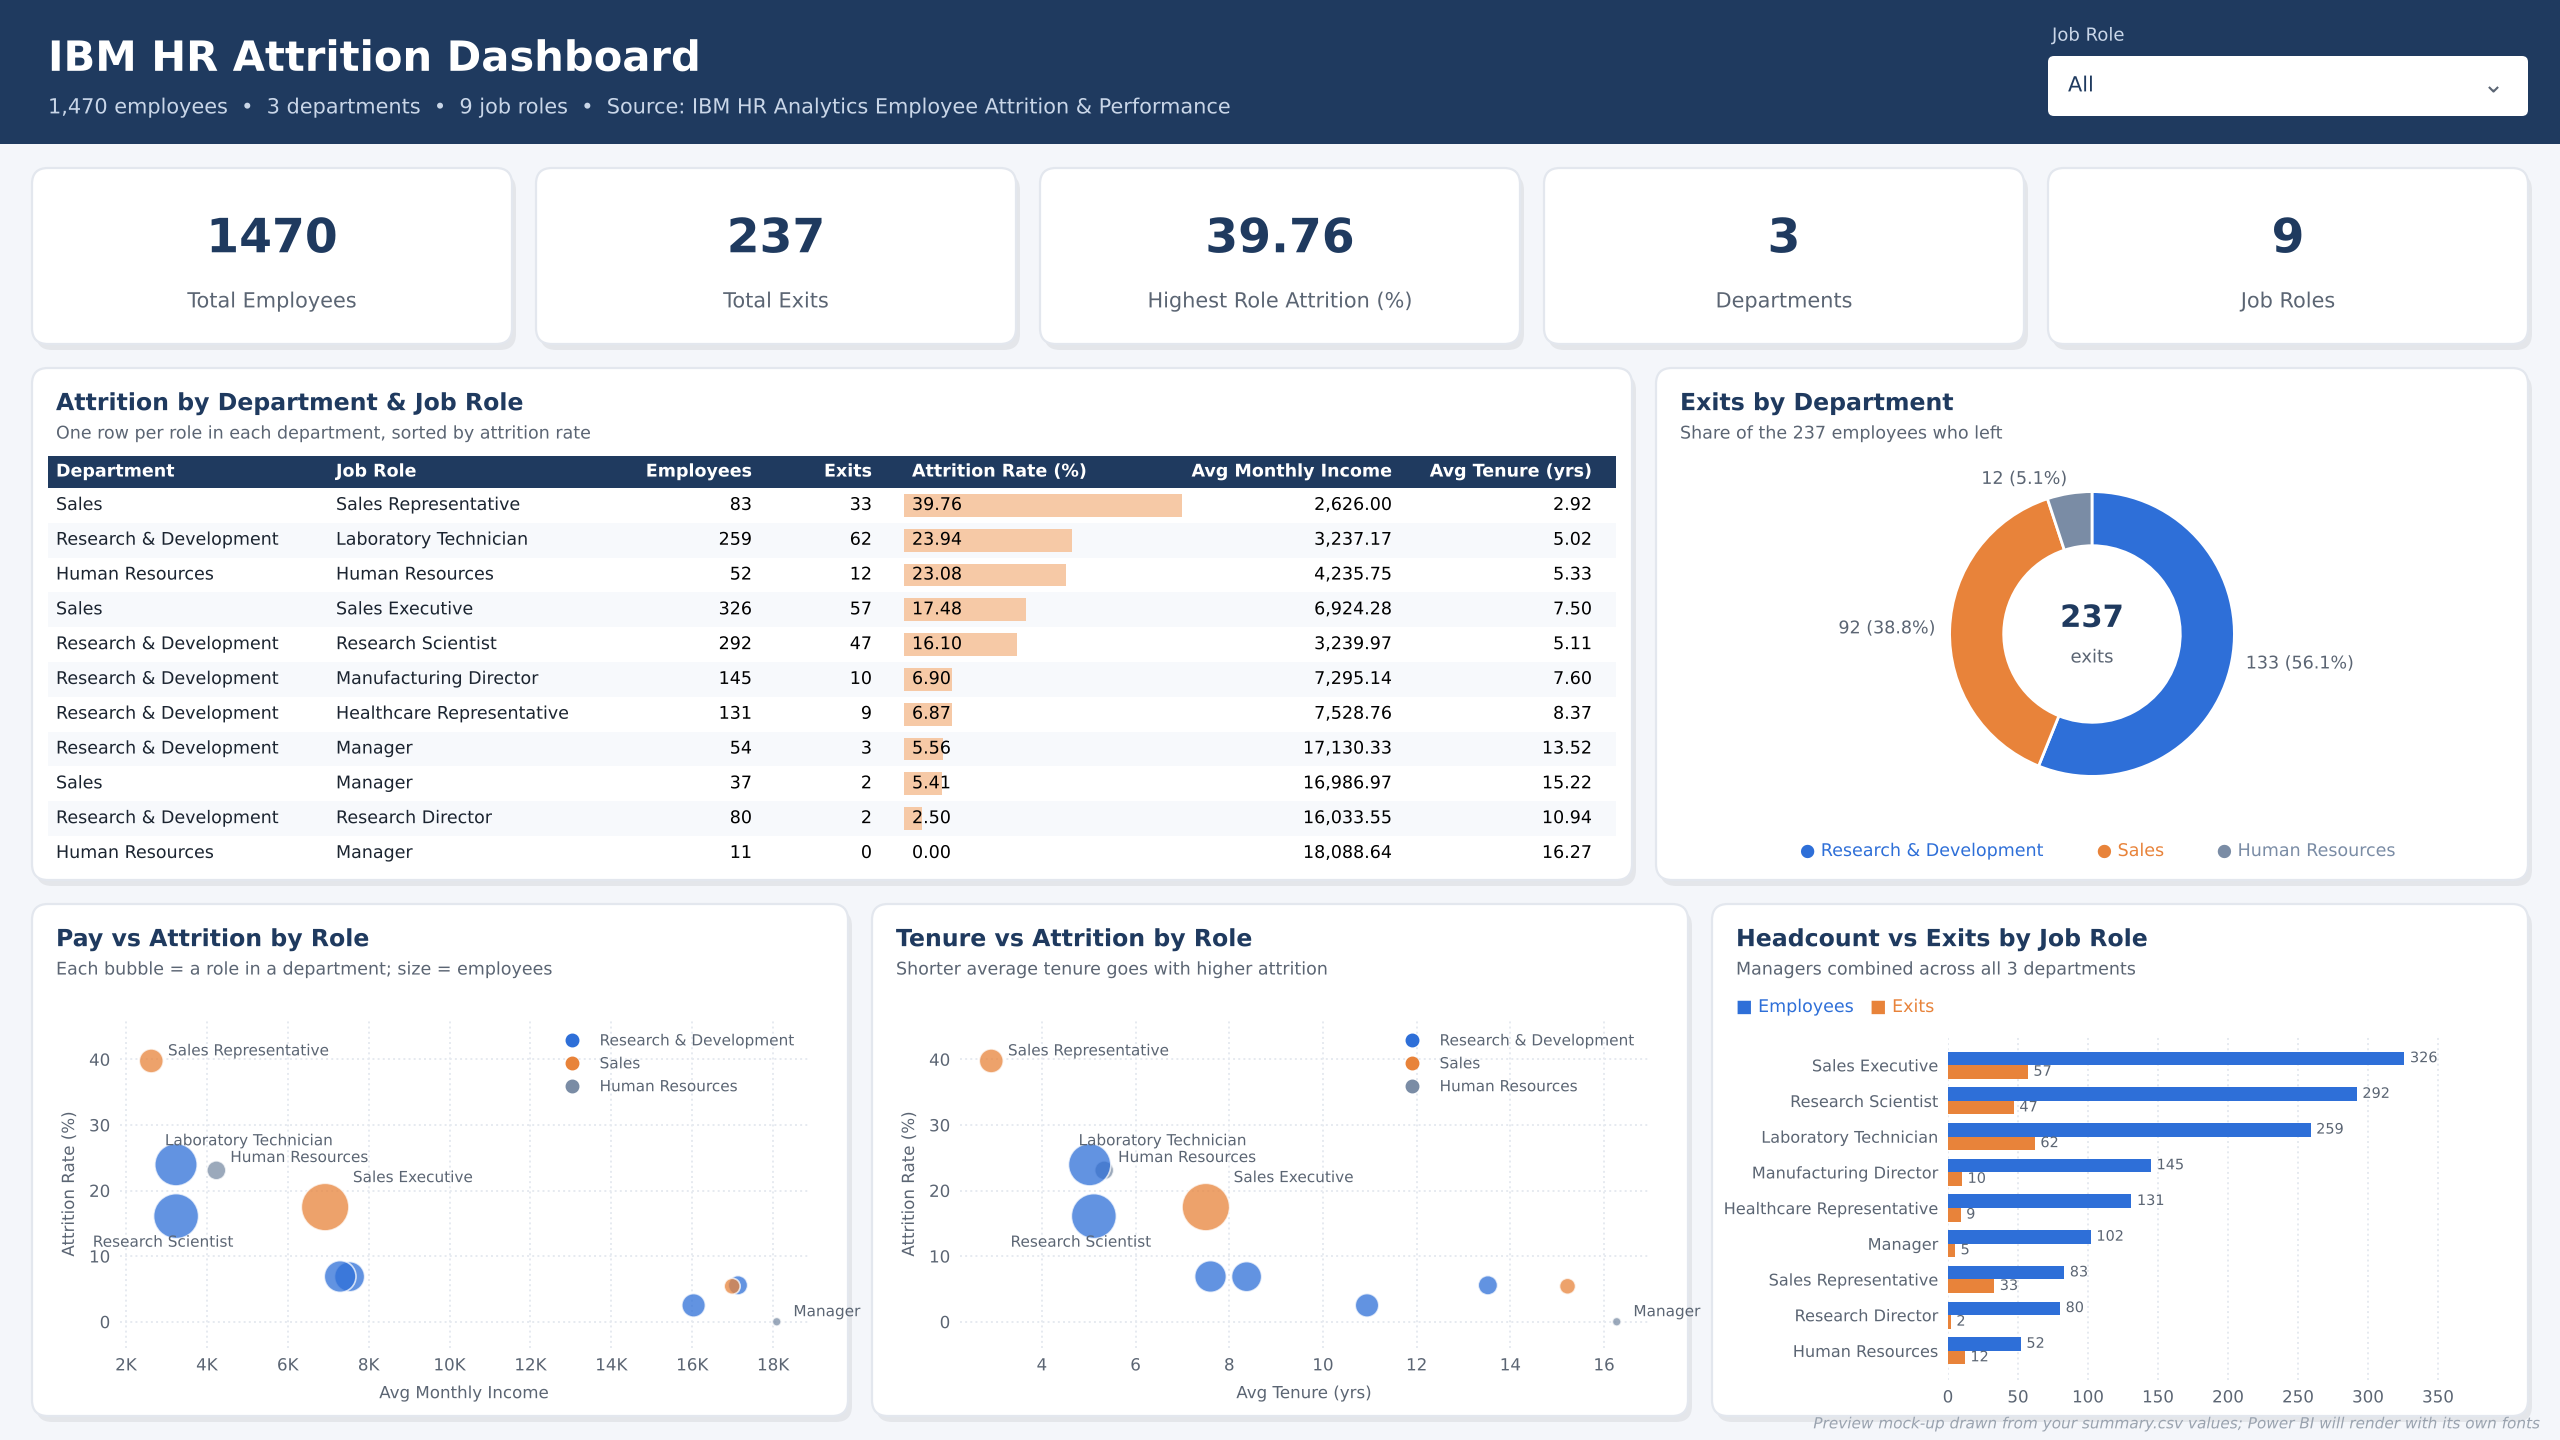 IBM HR Attrition Dashboard
1,470 employees • 3 departments • 9 job roles • Source: IBM HR Analytics Employee Attrition & Performance
Job Role
All
1470
Total Employees
237
Total Exits
39.76
Highest Role Attrition (%)
3
Departments
9
Job Roles
Attrition by Department & Job Role
One row per role in each department, sorted by attrition rate
Department Job Role Employees Exits Attrition Rate (%) Avg Monthly Income Avg Tenure (yrs)
Sales Sales Representative 83 33 39.76 2,626.00 2.92
Research & Development Laboratory Technician 259 62 23.94 3,237.17 5.02
Human Resources Human Resources 52 12 23.08 4,235.75 5.33
Sales Sales Executive 326 57 17.48 6,924.28 7.50
Research & Development Research Scientist 292 47 16.10 3,239.97 5.11
Research & Development Manufacturing Director 145 10 6.90 7,295.14 7.60
Research & Development Healthcare Representative 131 9 6.87 7,528.76 8.37
Research & Development Manager 54 3 5.56 17,130.33 13.52
Sales Manager 37 2 5.41 16,986.97 15.22
Research & Development Research Director 80 2 2.50 16,033.55 10.94
Human Resources Manager 11 0 0.00 18,088.64 16.27
Exits by Department
Share of the 237 employees who left
12 (5.1%)
92 (38.8%)
237
exits
133 (56.1%)
Research & Development Sales Human Resources
Pay vs Attrition by Role
Each bubble = a role in a department; size = employees
Research & Development
Sales
Human Resources
Sales Representative
Laboratory Technician
Human Resources
Sales Executive
Research Scientist
Manager
Attrition Rate (%)
40
30
20
10
0
2K 4K 6K 8K 10K 12K 14K 16K 18K
Avg Monthly Income
Tenure vs Attrition by Role
Shorter average tenure goes with higher attrition
Research & Development
Sales
Human Resources
Sales Representative
Laboratory Technician
Human Resources
Sales Executive
Research Scientist
Manager
Attrition Rate (%)
40
30
20
10
0
4 6 8 10 12 14 16
Avg Tenure (yrs)
Headcount vs Exits by Job Role
Managers combined across all 3 departments
Employees Exits
Sales Executive 326
57
Research Scientist 292
47
Laboratory Technician 259
62
Manufacturing Director 145
10
Healthcare Representative 131
9
Manager 102
5
Sales Representative 83
33
Research Director 80
2
Human Resources 52
12
0 50 100 150 200 250 300 350
Preview mock-up drawn from your summary.csv values; Power BI will render with its own fonts